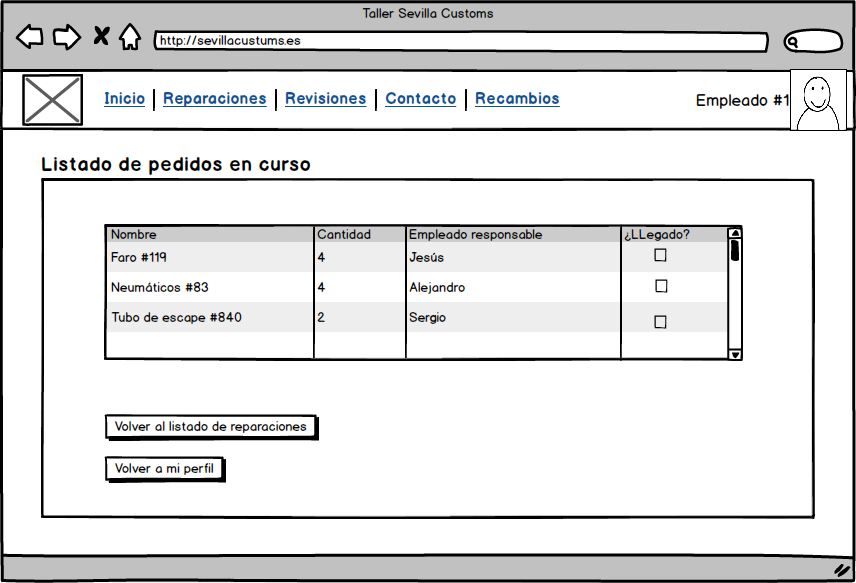 Taller Sevilla Customs
http://sevillacustums.es
Inicio | Reparaciones | Revisiones | Contacto | Recambios Empleado #1
Listado de pedidos en curso
Nombre Cantidad Empleado responsable ¿LLegado?
Faro #119 4 Jesús
Neumáticos #83 4 Alejandro
Tubo de escape #840 2 Sergio
Volver al listado de reparaciones
Volver a mi perfil